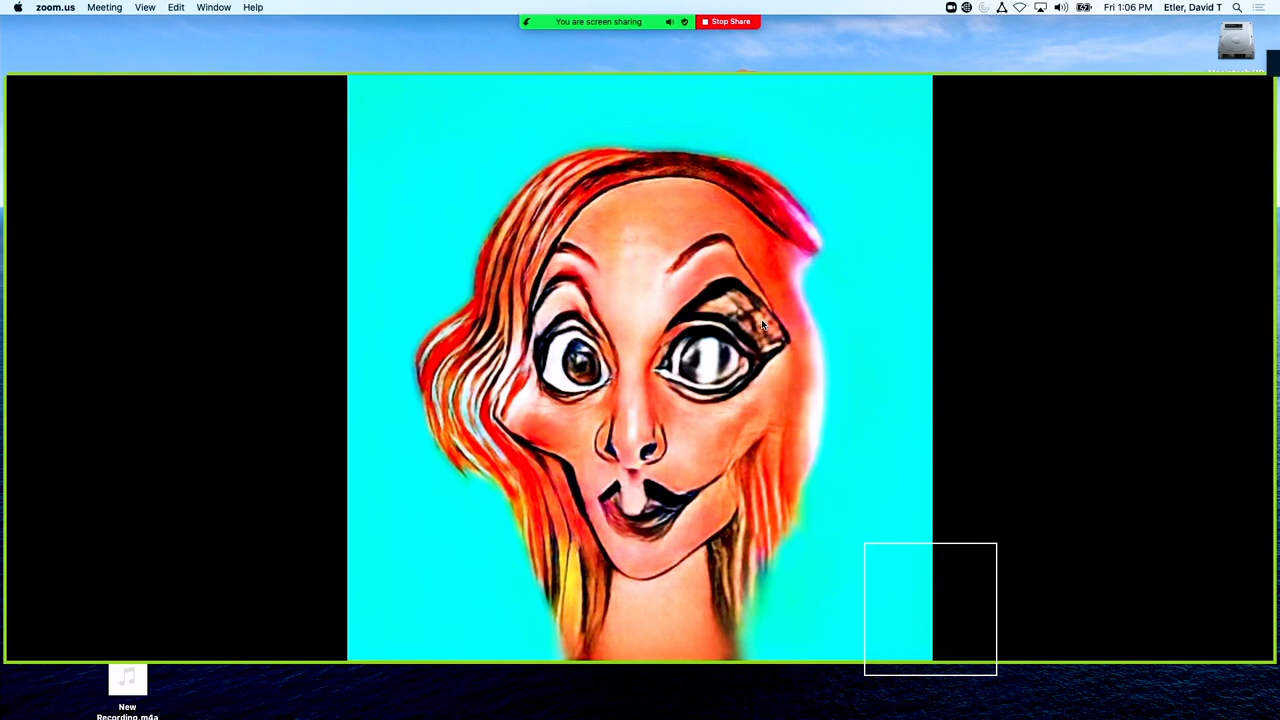 zoom.us Meeting View Edit Window Help Fri 1:06 PM Etler, David T
You are screen sharing Stop Share
New
Recording.m4a